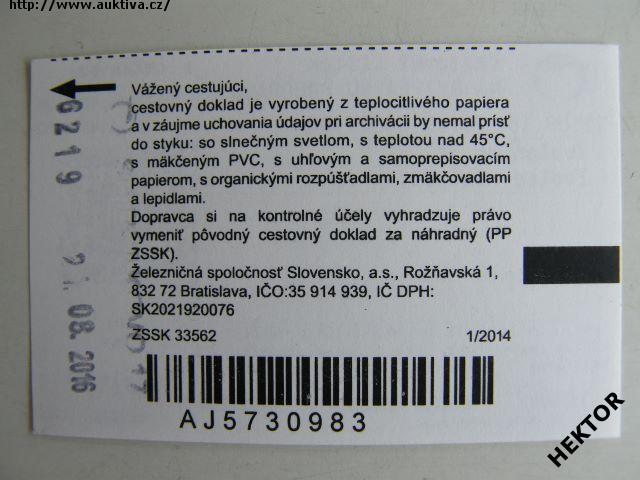 http://www.auktiva.cz/
Vážený cestujúci,
cestovný doklad je vyrobený z teplocitlivého papiera
a v záujme uchovania údajov pri archivácii by nemal prísť
do styku: so slnečným svetlom, s teplotou nad 45°C,
s mäkčeným PVC, s uhľovým a samoprepisovacím
papierom, s organickými rozpúšťadlami, zmäkčovadlami
a lepidlami.
Dopravca si na kontrolné účely vyhradzuje právo
vymeniť pôvodný cestovný doklad za náhradný (PP
ZSSK).
Železničná spoločnosť Slovensko, a.s., Rožňavská 1,
832 72 Bratislava, IČO:35 914 939, IČ DPH:
SK2021920076
ZSSK 33562 1/2014
AJ5730983
6219 21.08.2016
HEKTOR